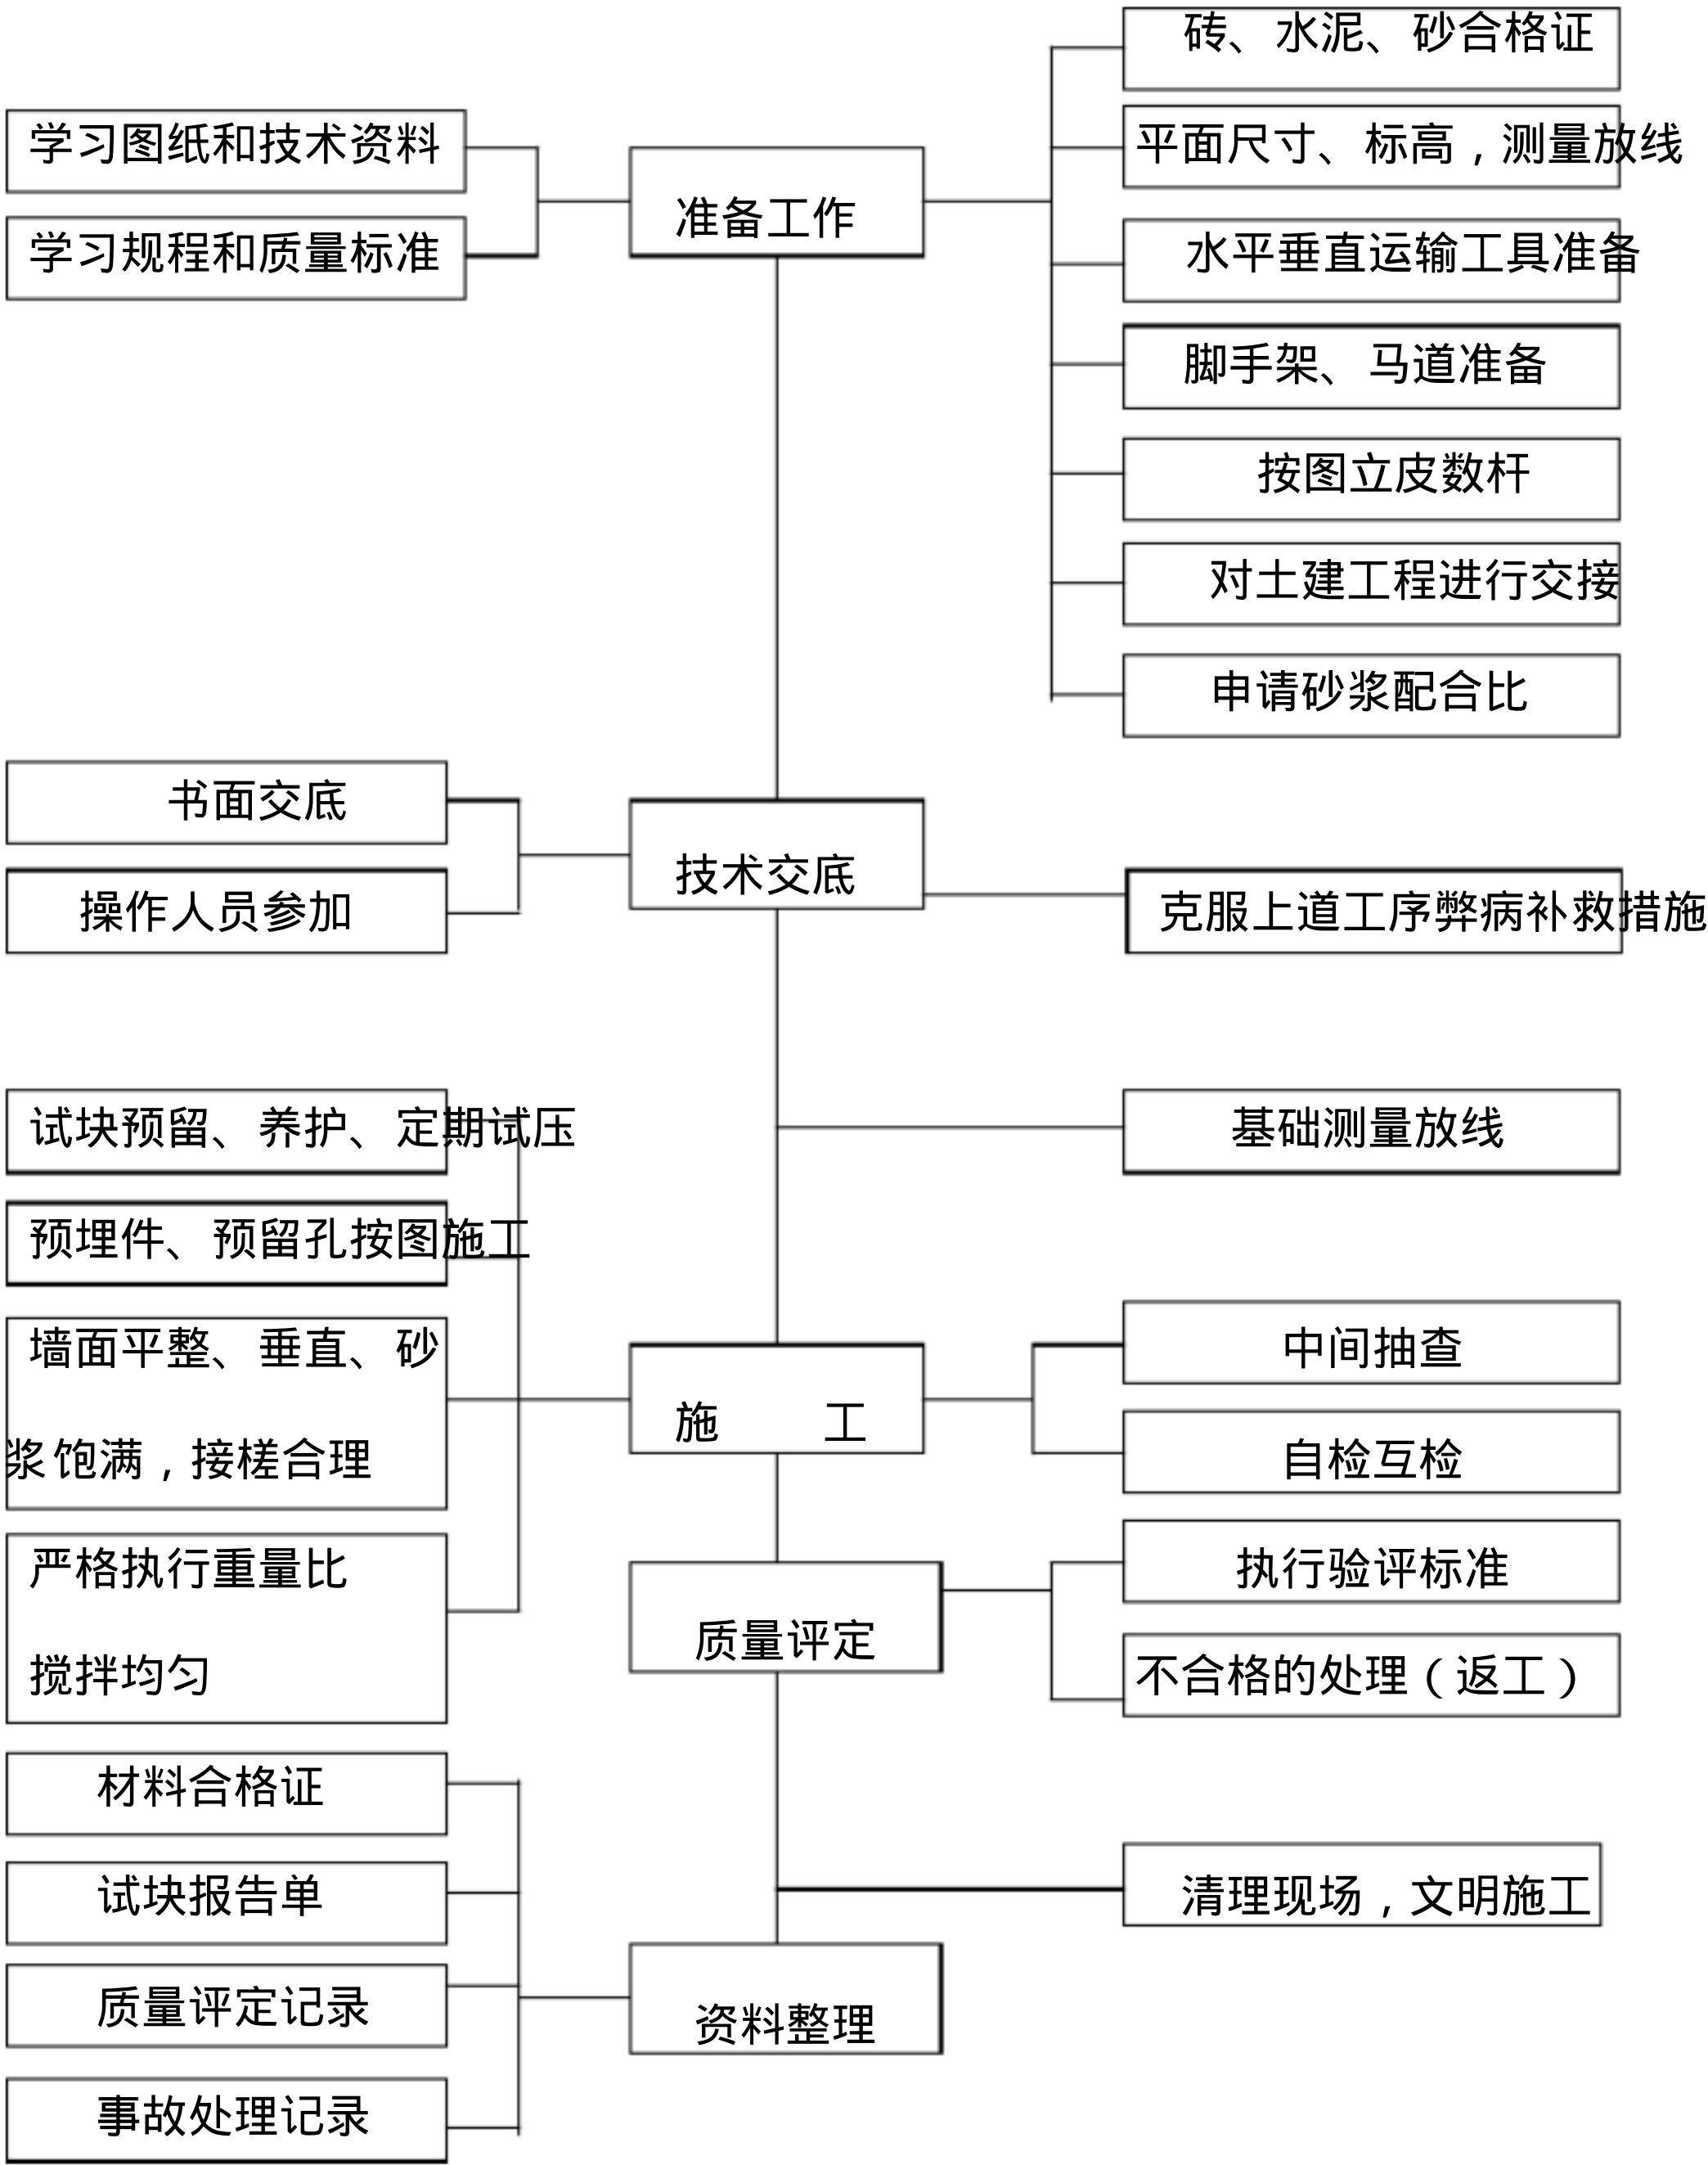 砖、水泥、砂合格证
学习图纸和技术资料
平面尺寸、标高，测量放线
准备工作
学习规程和质量标准
水平垂直运输工具准备
脚手架、马道准备
按图立皮数杆
对土建工程进行交接
申请砂浆配合比
书面交底
技术交底
操作人员参加
克服上道工序弊病补救措施
试块预留、养护、定期试压
基础测量放线
预埋件、预留孔按图施工
墙面平整、垂直、砂
浆饱满，接槎合理
施 工
中间抽查
自检互检
严格执行重量比
搅拌均匀
质量评定
执行验评标准
不合格的处理（返工）
材料合格证
试块报告单
清理现场，文明施工
质量评定记录
资料整理
事故处理记录